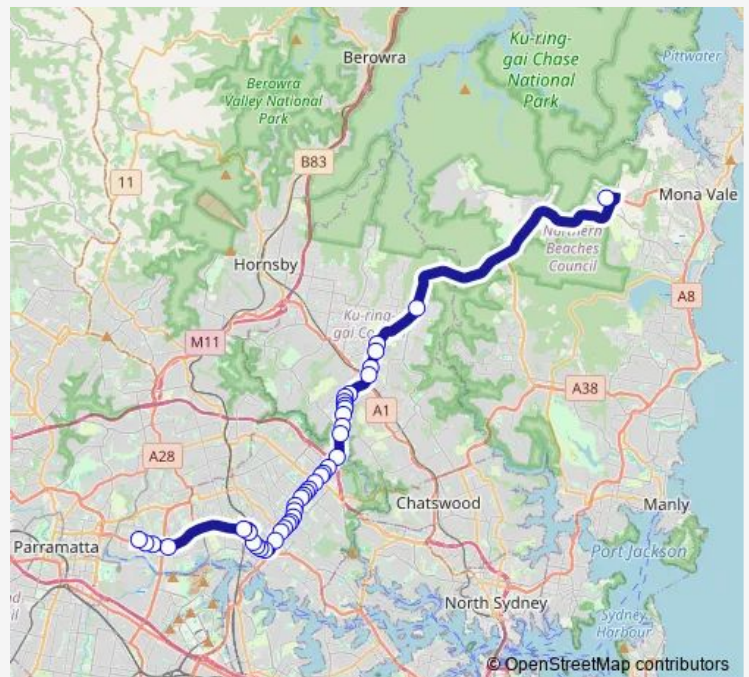 Berowra
Ku-ring-
gai Chase
National
Park
Pittwater
Berowra
Valley National
Park
B83
11
Mona Vale
Northern
Beaches
Council
Hornsby
A8
Ku-ring-
gai Co
M11
A38
A1
A28
Chatswood
Manly
Parramatta
Port Jackson
North Sydney
Sydney
Harbour
© OpenStreetMap contributors